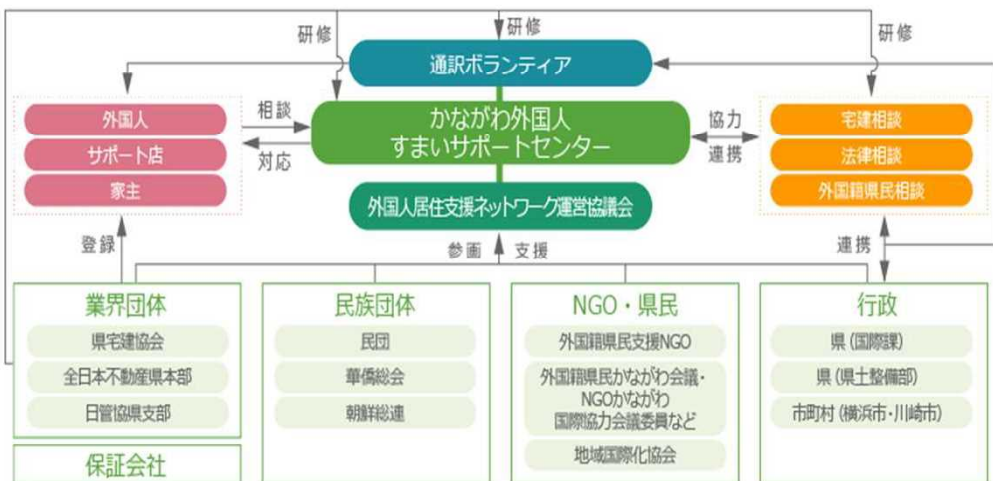 研修
研修
研修
通訳ボランティア
外国人
サポート店
家主
相談
対応
かながわ外国人
すまいサポートセンター
協力
連携
宅建相談
法律相談
外国籍県民相談
外国人居住支援ネットワーク運営協議会
登録
参画
支援
連携
業界団体
県宅建協会
全日本不動産県本部
日管協県支部
保証会社
民族団体
民団
華僑総会
朝鮮総連
NGO・県民
外国籍県民支援NGO
外国籍県民かながわ会議・
NGOかながわ
国際協力会議委員など
地域国際化協会
行政
県(国際課)
県(県土整備部)
市町村(横浜市・川崎市)